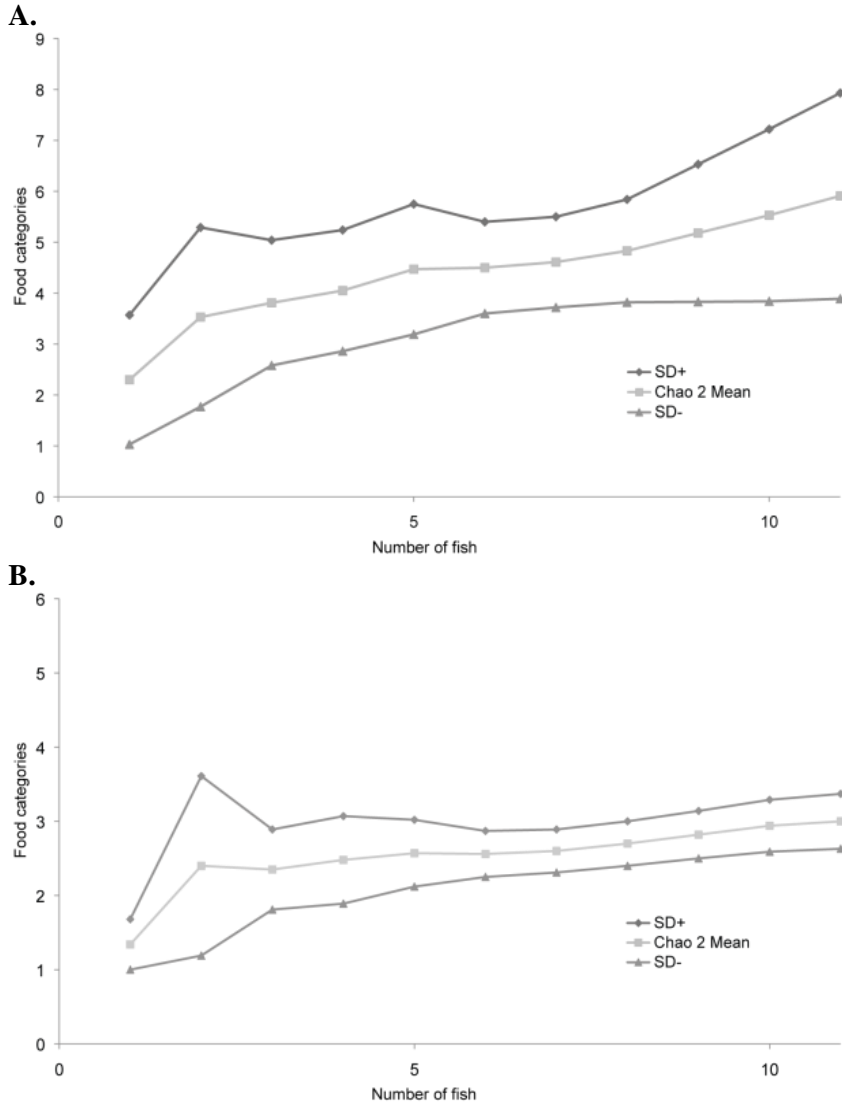 A.
9
8
7
6
5
4
3
2
1
0
Food categories
SD+
Chao 2 Mean
SD-
0
5
10
Number of fish
B.
6
5
4
3
2
1
0
Food categories
SD+
Chao 2 Mean
SD-
0
5
10
Number of fish